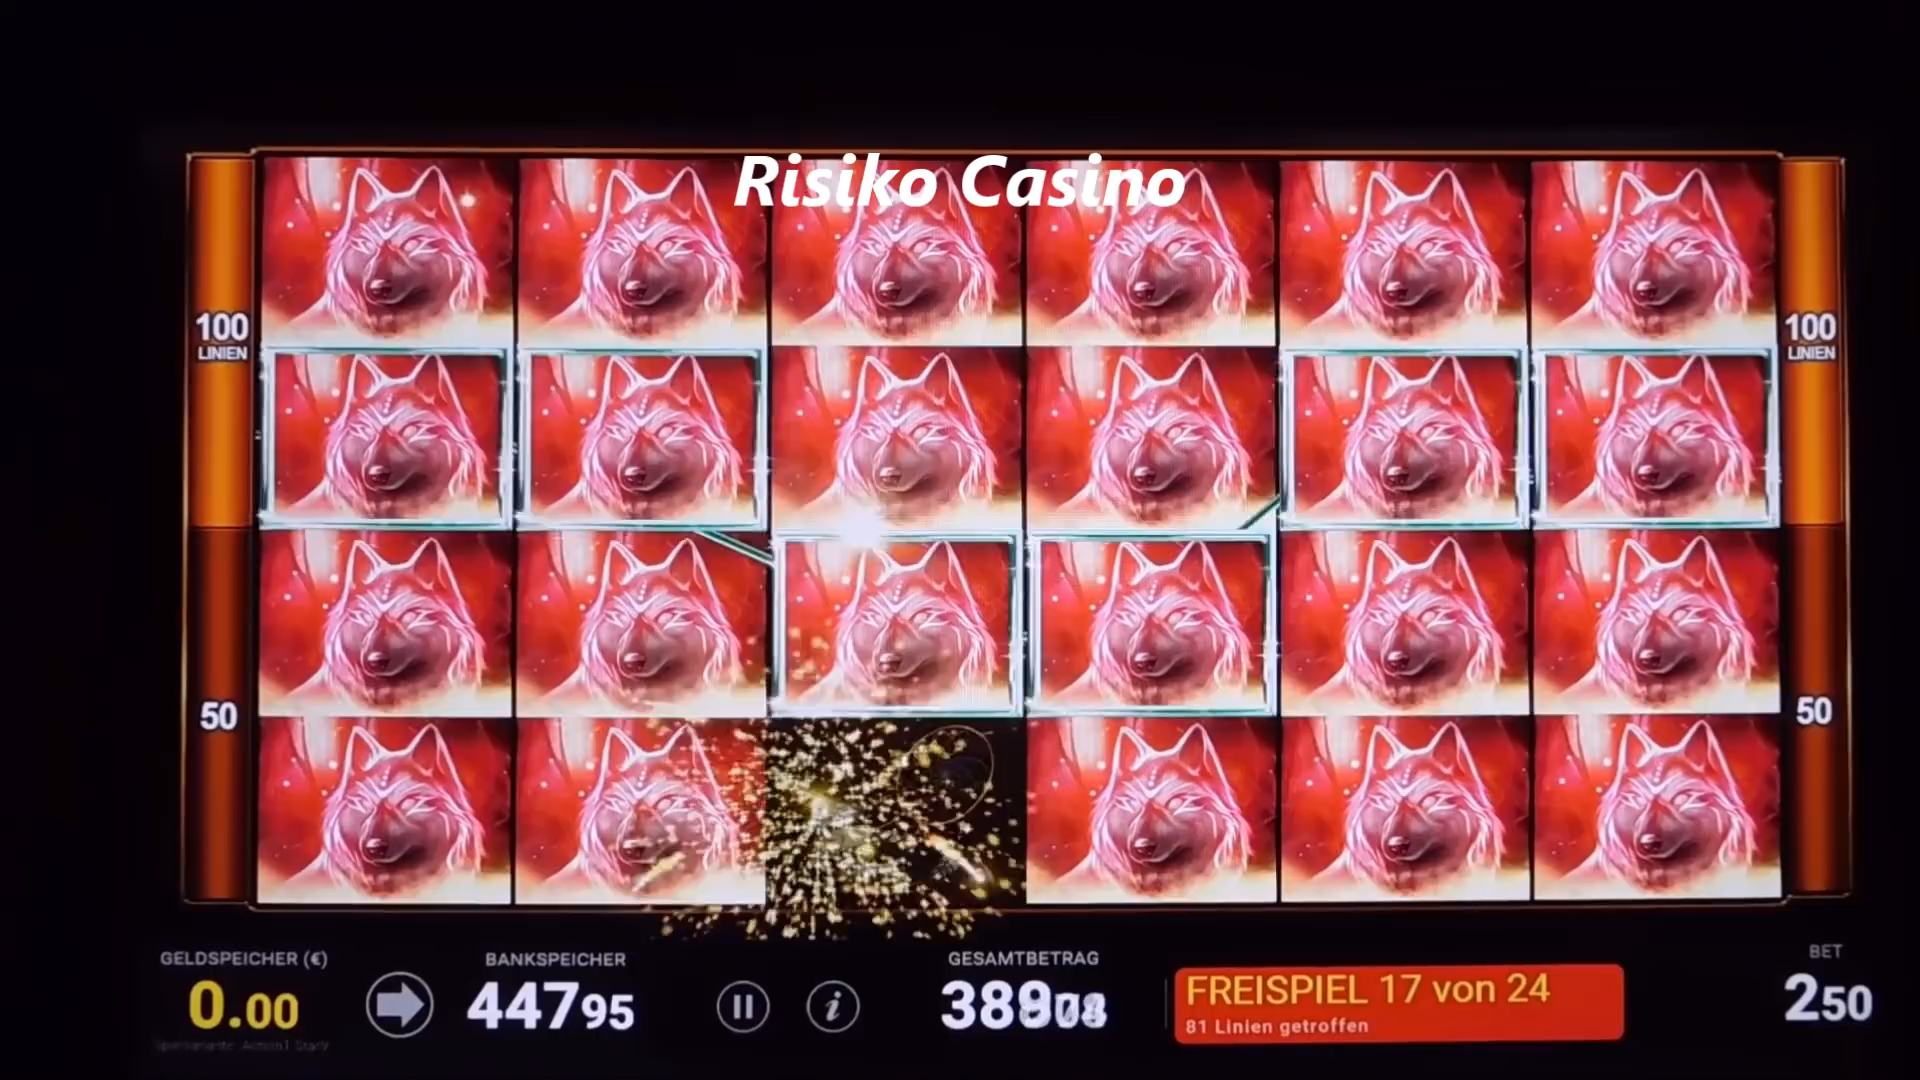 Risiko Casino
100
LINIEN
100
LINIEN
50
50
GELDSPEICHER (€)
0.00
BANKSPEICHER
44795
GESAMTBETRAG
FREISPIEL 17 von 24
81 Linien getroffen
BET
250